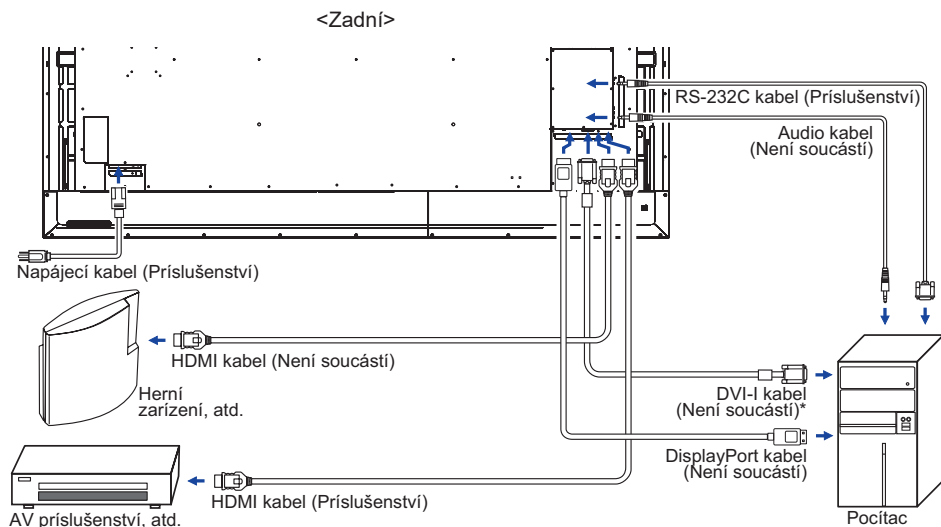 <Zadní>
RS-232C kabel (Príslušenství)
Audio kabel
(Není soucástí)
Napájecí kabel (Príslušenství)
HDMI kabel (Není soucástí)
Herní
zarízení, atd.
DVI-I kabel
(Není soucástí)*
DisplayPort kabel
(Není soucástí)
HDMI kabel (Príslušenství)
AV príslušenství, atd.
Pocítac